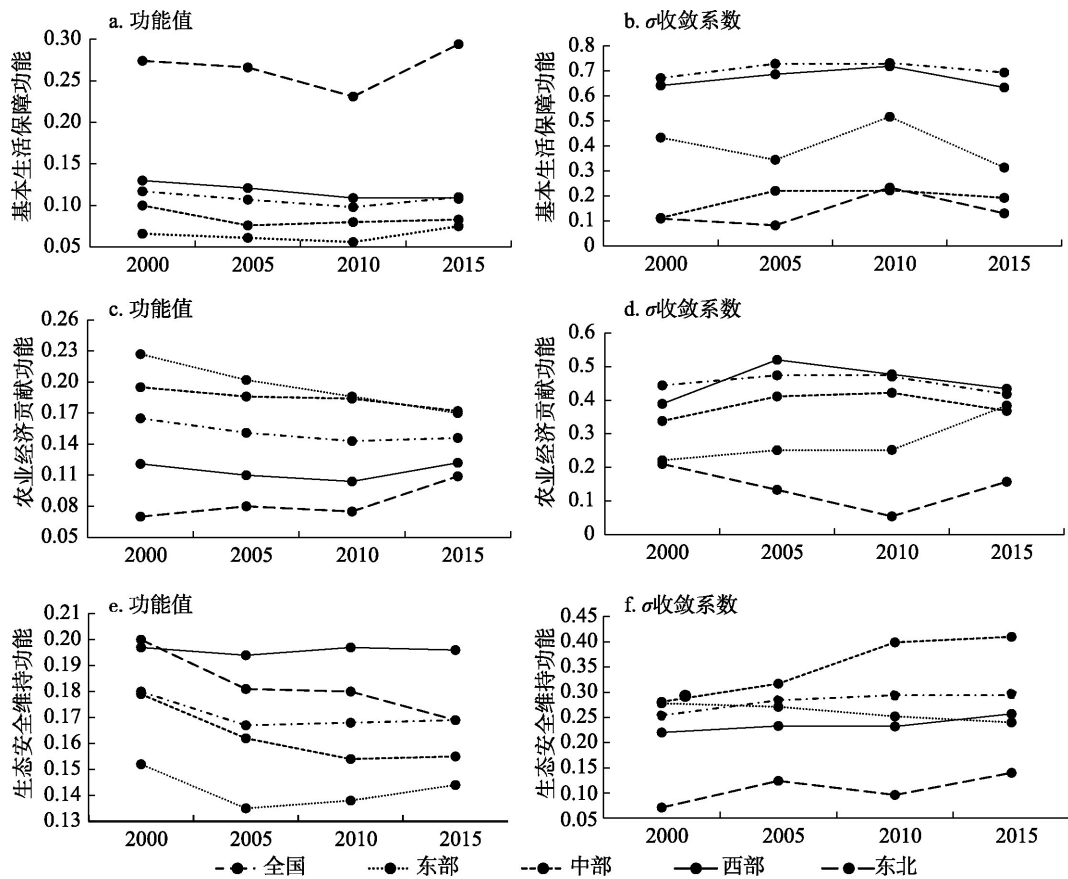 a. 功能值
基本生活保障功能
0.30
0.25
0.20
0.15
0.10
0.05
2000 2005 2010 2015
b. σ收敛系数
基本生活保障功能
0.8
0.7
0.6
0.5
0.4
0.3
0.2
0.1
0
2000 2005 2010 2015
c. 功能值
农业经济贡献功能
0.26
0.23
0.20
0.17
0.14
0.11
0.08
0.05
2000 2005 2010 2015
d. σ收敛系数
农业经济贡献功能
0.6
0.5
0.4
0.3
0.2
0.1
0
2000 2005 2010 2015
e. 功能值
生态安全维持功能
0.21
0.20
0.19
0.18
0.17
0.16
0.15
0.14
0.13
2000 2005 2010 2015
f. σ收敛系数
生态安全维持功能
0.45
0.40
0.35
0.30
0.25
0.20
0.15
0.10
0.05
2000 2005 2010 2015
全国 东部 中部 西部 东北